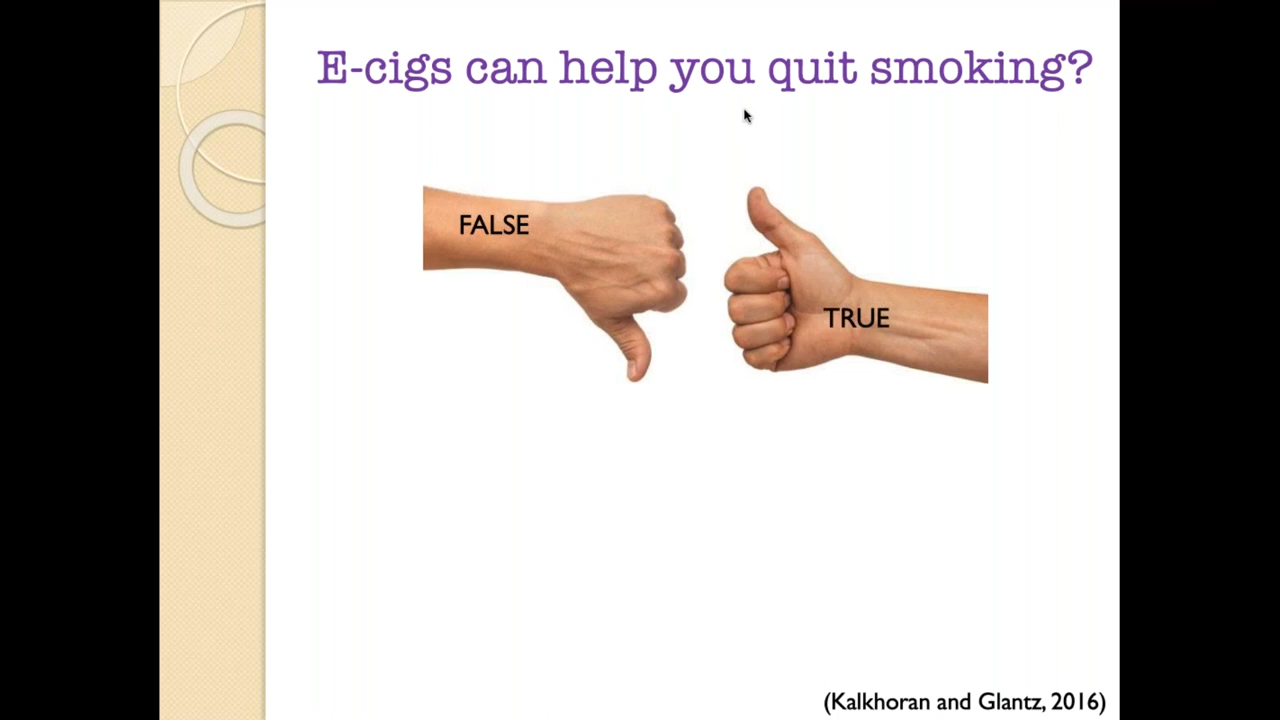 E-cigs can help you quit smoking?
FALSE
TRUE
(Kalkhoran and Glantz, 2016)